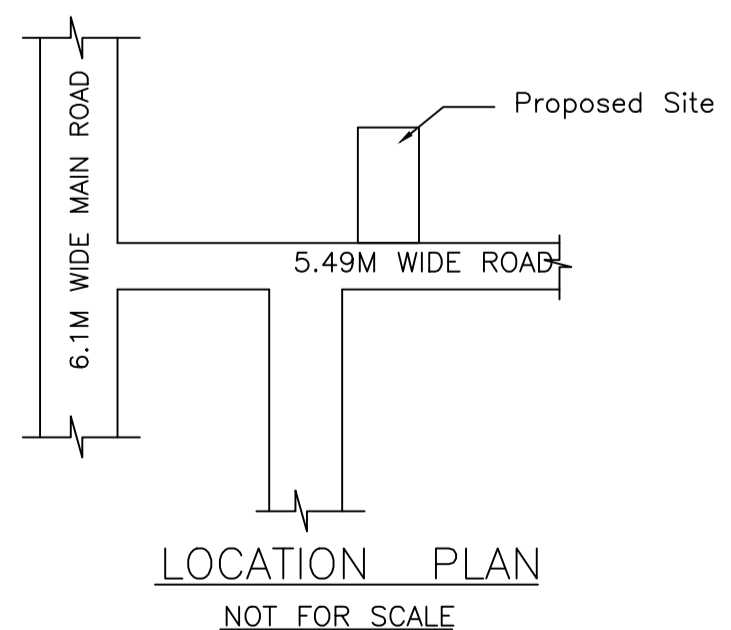 Proposed Site
6.1M WIDE MAIN ROAD
5.49M WIDE ROAD
LOCATION PLAN
NOT FOR SCALE